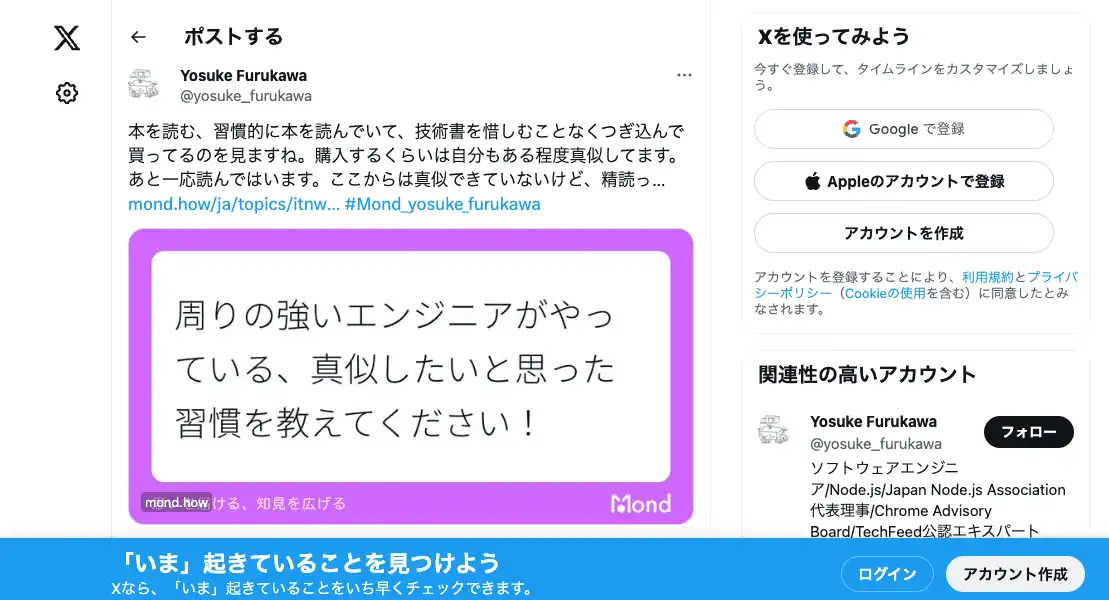 ポストする
Yosuke Furukawa
@yosuke_furukawa
本を読む、習慣的に本を読んでいて、技術書を惜しむことなくつぎ込んで
買ってるのを見ますね。購入するくらいは自分もある程度真似してます。
あと一応読んではいます。ここからは真似できていないけど、精読っ...
mond.how/ja/topics/itnw... #Mond_yosuke_furukawa
周りの強いエンジニアがやっ
ている、真似したいと思った
習慣を教えてください！
mond.how
ける、知見を広げる
Mond
Xを使ってみよう
今すぐ登録して、タイムラインをカスタマイズしましょ
う。
Google で登録
Appleのアカウントで登録
アカウントを作成
アカウントを登録することにより、利用規約とプライバ
シーポリシー（Cookieの使用を含む）に同意したとみ
なされます。
関連性の高いアカウント
Yosuke Furukawa
@yosuke_furukawa
フォロー
ソフトウェアエンジニ
ア/Node.js/Japan Node.js Association
代表理事/Chrome Advisory
Board/TechFeed公認エキスパート
「いま」起きていることを見つけよう
Xなら、「いま」起きていることをいち早くチェックできます。
ログイン
アカウント作成